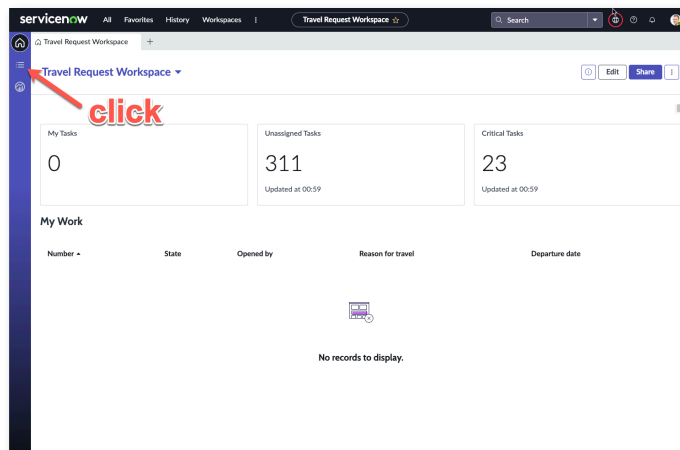 servicenow All Favorites History Workspaces Travel Request Workspace Search
Travel Request Workspace
Travel Request Workspace Edit Share
click
My Tasks Unassigned Tasks Critical Tasks
0 311 23
Updated at 00:59 Updated at 00:59
My Work
Number State Opened by Reason for travel Departure date
No records to display.